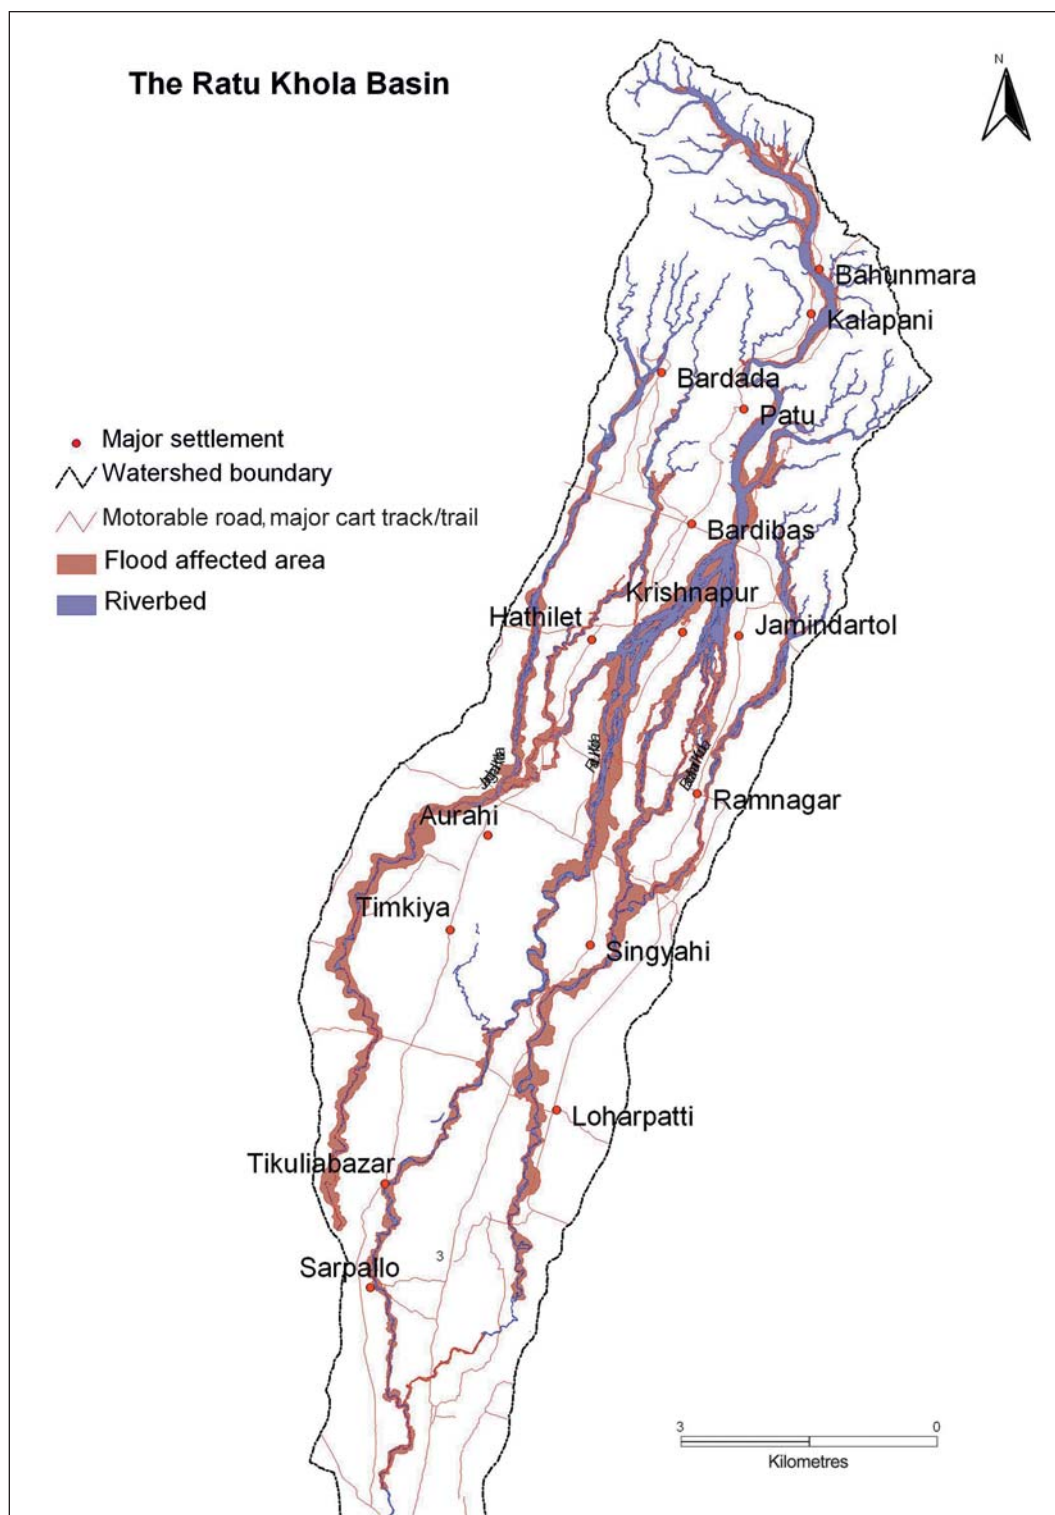 The Ratu Khola Basin
N
Bahunmara
Kalapani
Bardada
Patu
Major settlement
Watershed boundary
Motorable road, major cart track/trail
Bardibas
Flood affected area
Krishnapur
Riverbed
Hathilet
Jamindartol
Ramnagar
Aurahi
Timkiya
Singyahi
Loharpatti
Tikuliabazar
3
Sarpallo
3 0
Kilometres